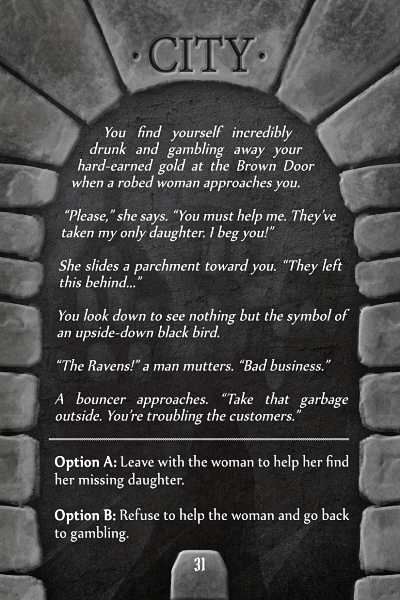 · CITY ·
You find yourself incredibly
drunk and gambling away your
hard-earned gold at the Brown Door
when a robed woman approaches you.
“Please,” she says. “You must help me. They’ve
taken my only daughter. I beg you!”
She slides a parchment toward you. “They left
this behind...”
You look down to see nothing but the symbol of
an upside-down black bird.
“The Ravens!” a man mutters. “Bad business.”
A bouncer approaches. “Take that garbage
outside. You’re troubling the customers.”
Option A: Leave with the woman to help her find
her missing daughter.
Option B: Refuse to help the woman and go back
to gambling.
31